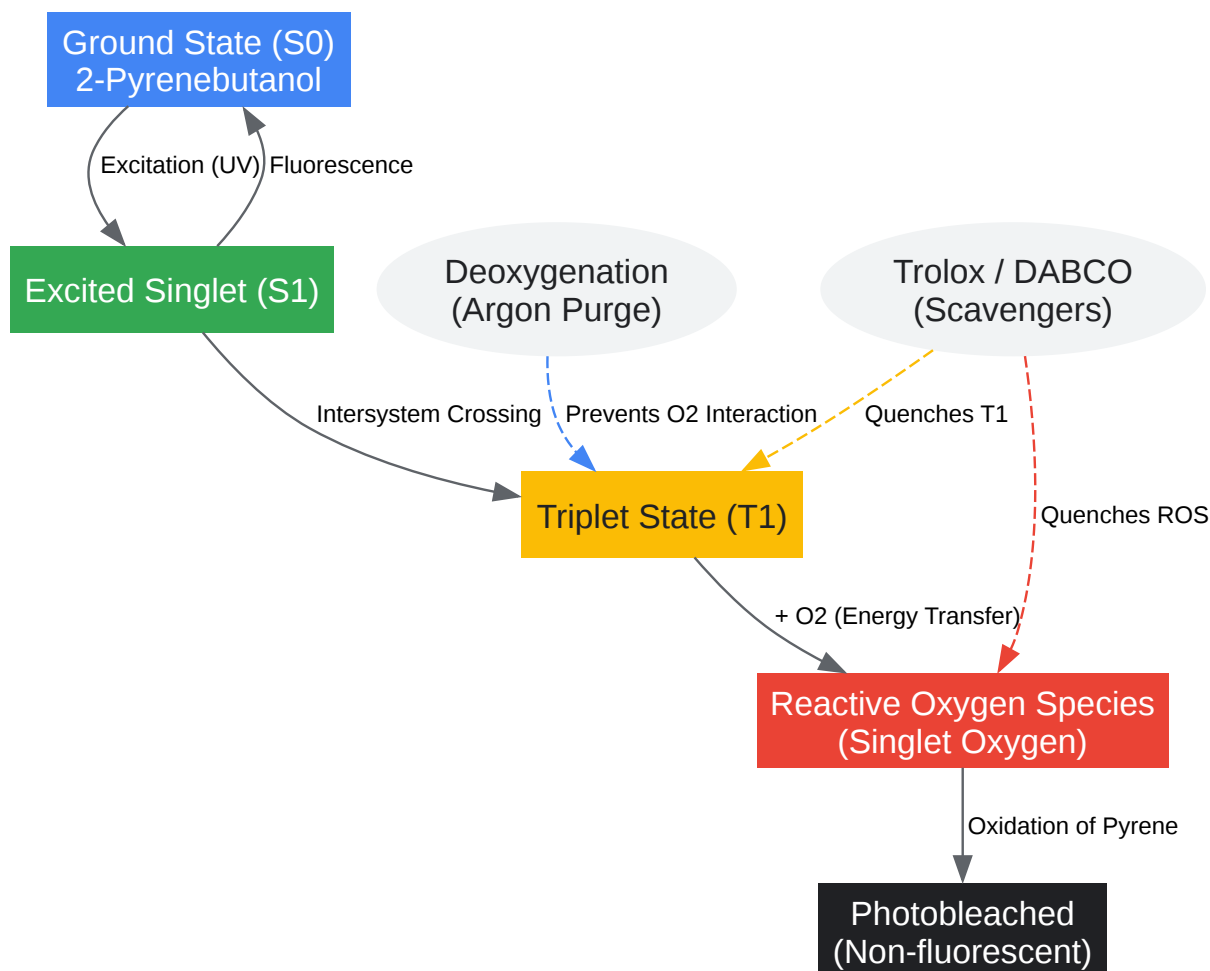 Ground State (S0)
2-Pyrenebutanol
Excitation (UV)
Fluorescence
Excited Singlet (S1)
Deoxygenation
(Argon Purge)
Trolox / DABCO
(Scavengers)
Intersystem Crossing
Prevents O2 Interaction
Quenches T1
Triplet State (T1)
Quenches ROS
+ O2 (Energy Transfer)
Reactive Oxygen Species
(Singlet Oxygen)
Oxidation of Pyrene
Photobleached
(Non-fluorescent)